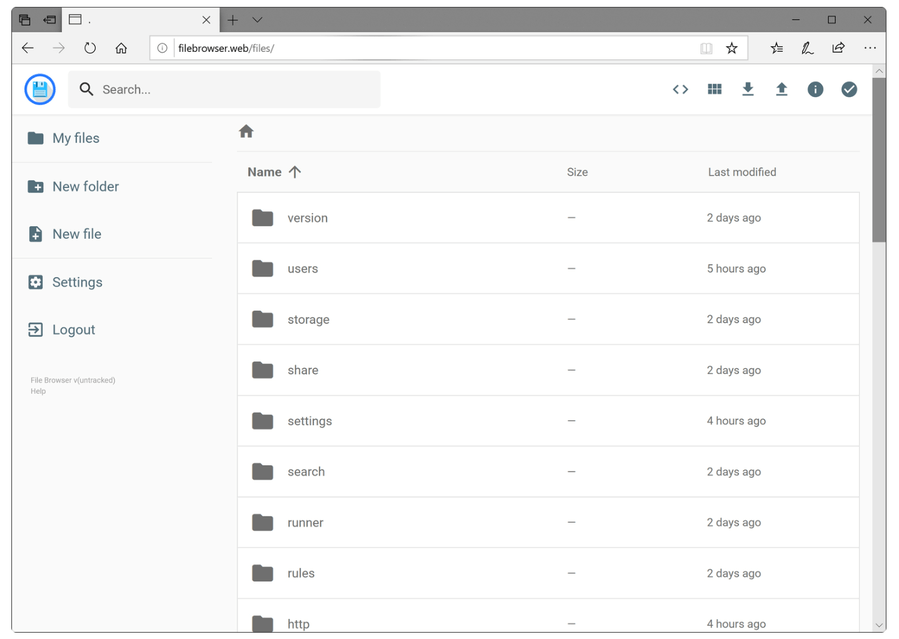 .
filebrowser.web/files/
Search...
My files
New folder
New file
Settings
Logout
File Browser v(untracked)
Help
Name Size Last modified
version — 2 days ago
users — 5 hours ago
storage — 2 days ago
share — 2 days ago
settings — 4 hours ago
search — 2 days ago
runner — 2 days ago
rules — 2 days ago
http — 4 hours ago